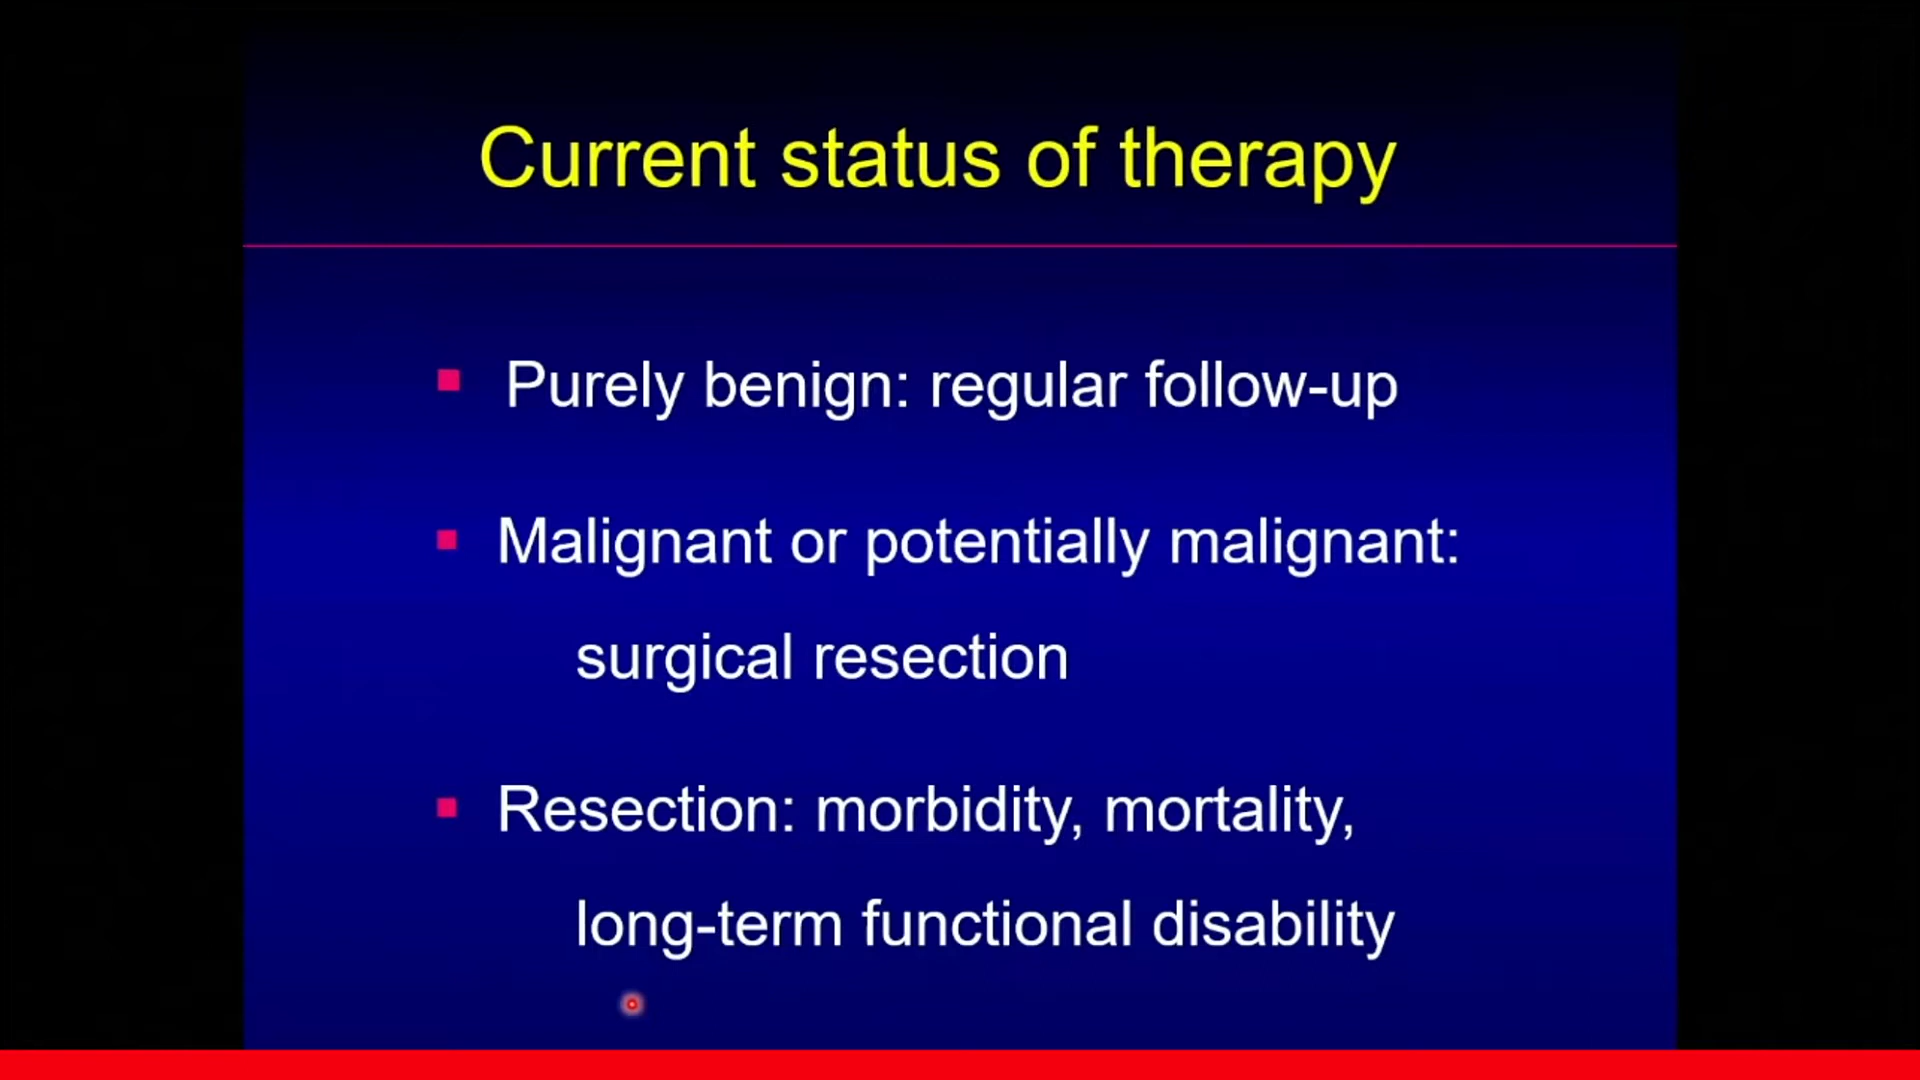 Current status of therapy
Purely benign: regular follow-up
Malignant or potentially malignant:
surgical resection
Resection: morbidity, mortality,
long-term functional disability